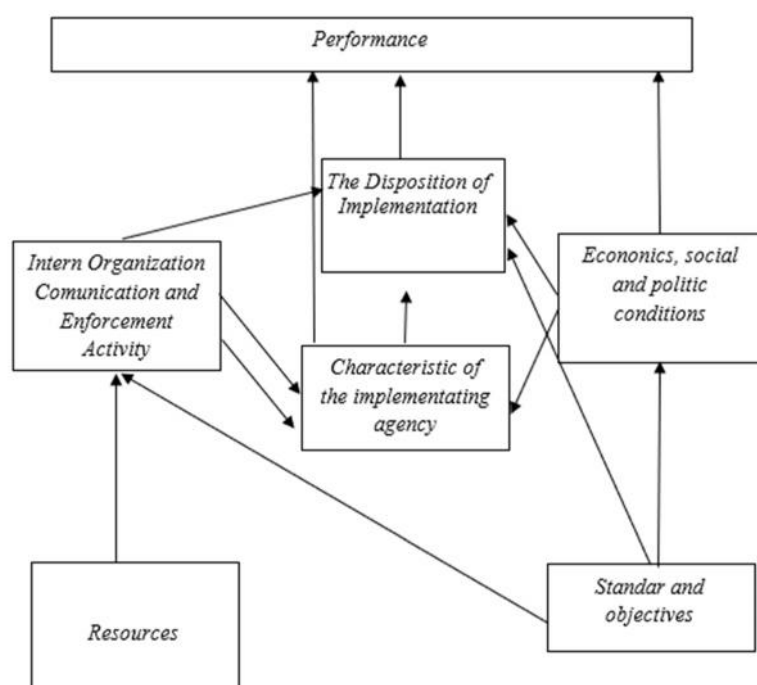 Performance
The Disposition of
Implementation
Intern Organization
Comunication and
Enforcement
Activity
Economics, social
and politic
conditions
Characteristic of
the implementating
agency
Resources
Standar and
objectives